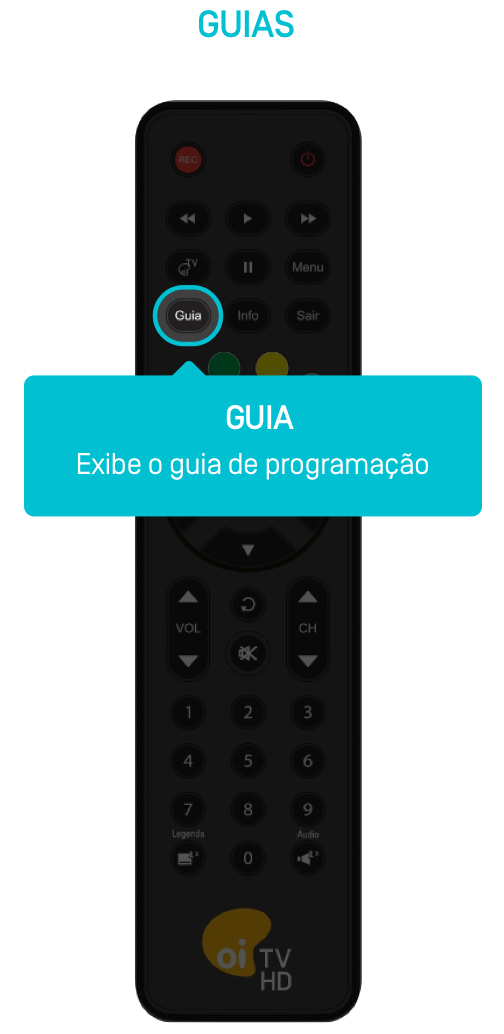 GUIAS
REC
TV
Menu
Guia
Info
Sair
GUIA
Exibe o guia de programação
VOL
CH
1
2
3
4
5
6
7
8
9
Legenda
Áudio
0
oi TV
HD